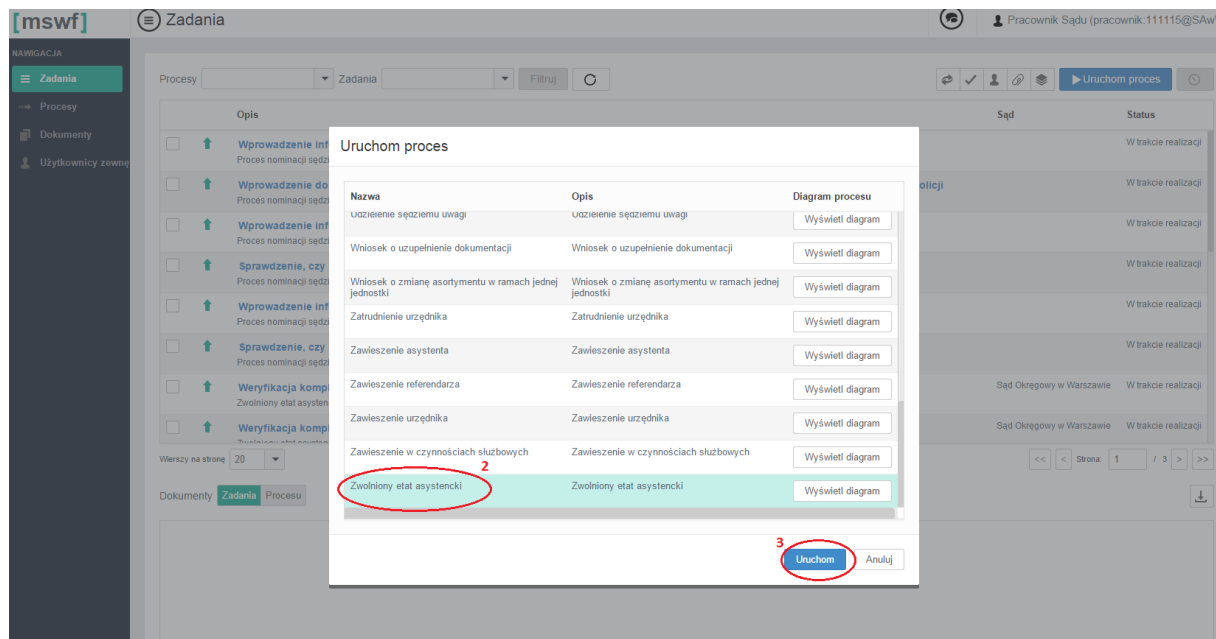 [mswf]
Zadania
Pracownik Sądu (pracownik:111115@SAw
NAWIGACJA
Zadania
Procesy
Dokumenty
Użytkownicy zewnę
Procesy
Zadania
Filtruj
Uruchom proces
Opis
Sąd
Status
Wprowadzenie inf
Proces nominacji sędzi
W trakcie realizacji
Wprowadzenie do
olicji
Proces nominacji sędzi
W trakcie realizacji
Wprowadzenie inf
Proces nominacji sędzi
W trakcie realizacji
Sprawdzenie, czy
Proces nominacji sędzi
W trakcie realizacji
Wprowadzenie inf
Proces nominacji sędzi
W trakcie realizacji
Sprawdzenie, czy
Proces nominacji sędzi
W trakcie realizacji
Weryfikacja kompl
Zwolniony etat asysten
Sąd Okręgowy w Warszawie W trakcie realizacji
Weryfikacja kompl
Zwolniony etat asysten
Sąd Okręgowy w Warszawie W trakcie realizacji
Wierszy na stronę 20
<< < Strona: 1 / 3 > >>
Dokumenty Zadania Procesu
Uruchom proces
Nazwa Opis Diagram procesu
Udzielenie sędziemu uwagi Udzielenie sędziemu uwagi Wyświetl diagram
Wniosek o uzupełnienie dokumentacji Wniosek o uzupełnienie dokumentacji Wyświetl diagram
Wniosek o zmianę asortymentu w ramach jednej Wniosek o zmianę asortymentu w ramach jednej Wyświetl diagram
jednostki jednostki
Zatrudnienie urzędnika Zatrudnienie urzędnika Wyświetl diagram
Zawieszenie asystenta Zawieszenie asystenta Wyświetl diagram
Zawieszenie referendarza Zawieszenie referendarza Wyświetl diagram
Zawieszenie urzędnika Zawieszenie urzędnika Wyświetl diagram
Zawieszenie w czynnościach służbowych Zawieszenie w czynnościach służbowych Wyświetl diagram
2
Zwolniony etat asystencki Zwolniony etat asystencki Wyświetl diagram
3
Uruchom Anuluj